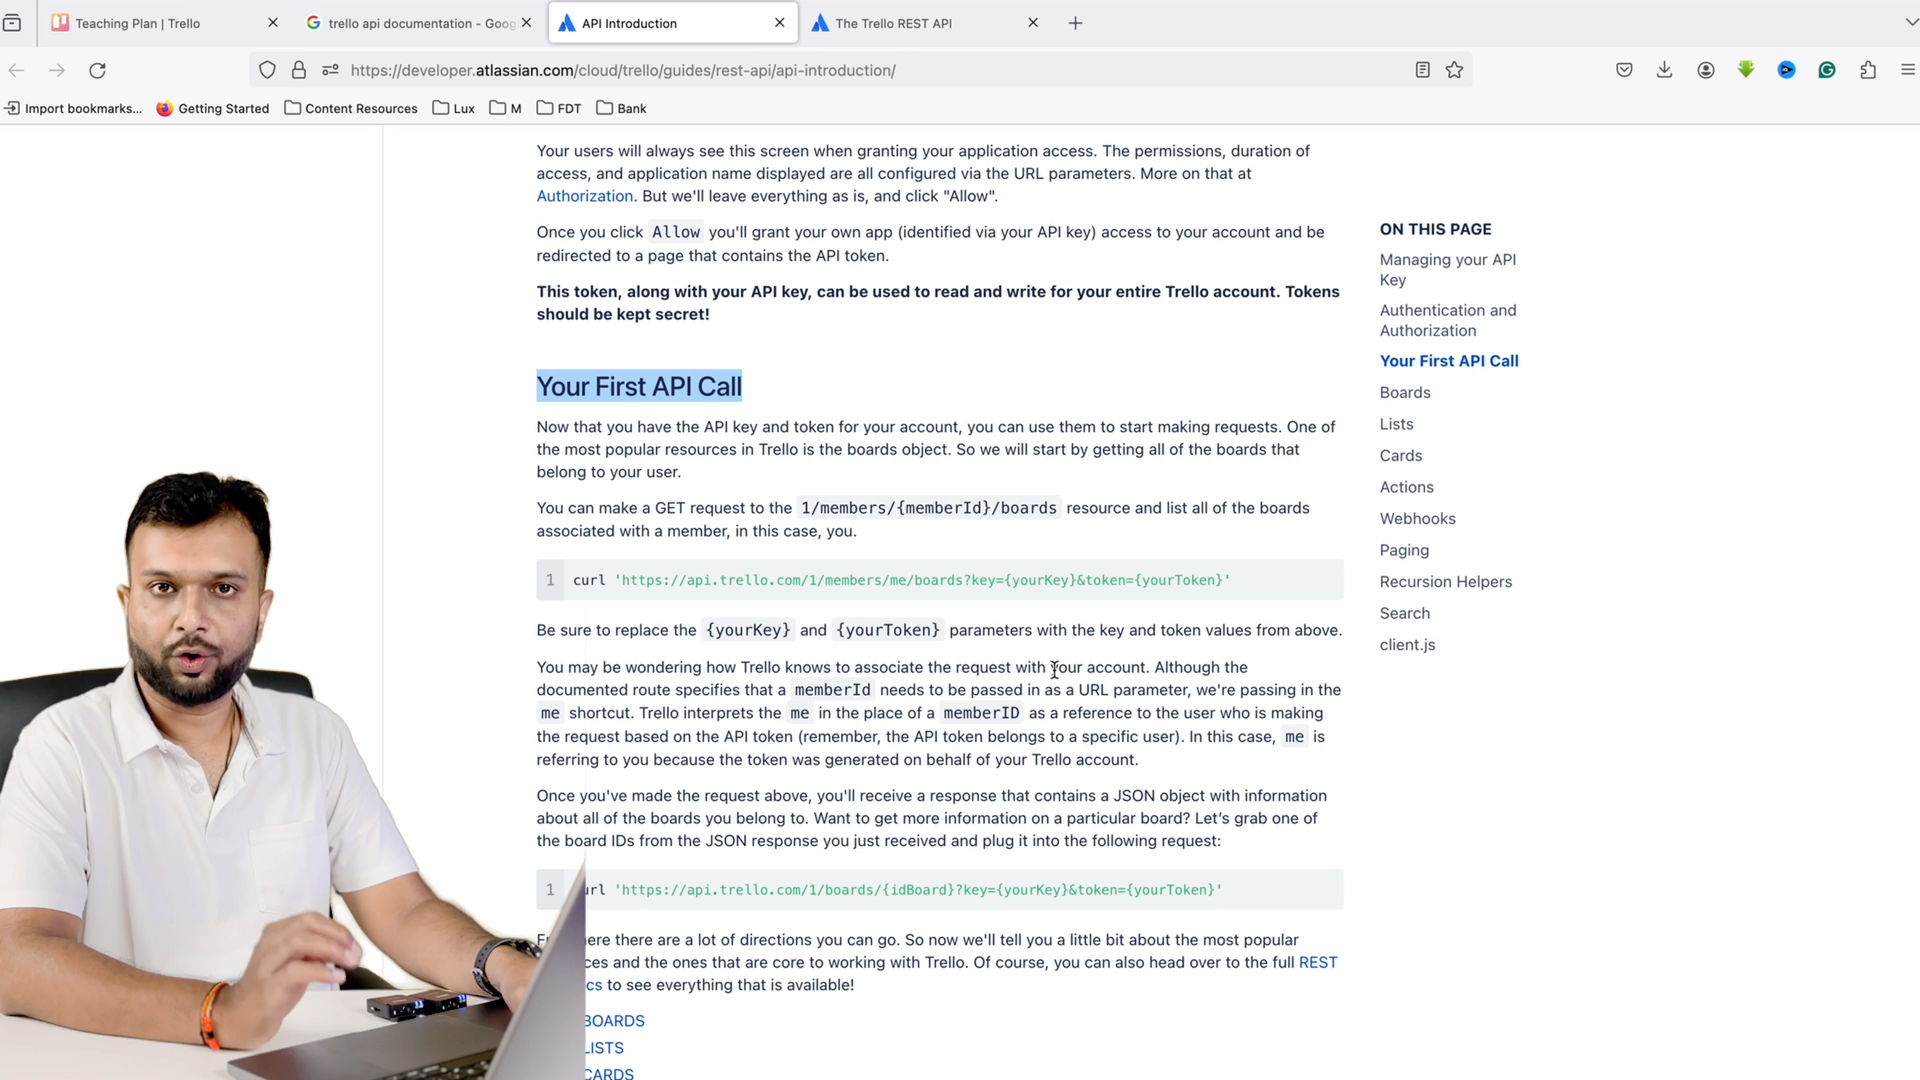 Teaching Plan | Trello
trello api documentation - Goog
API Introduction
The Trello REST API
https://developer.atlassian.com/cloud/trello/guides/rest-api/api-introduction/
Import bookmarks...
Getting Started
Content Resources
Lux
M
FDT
Bank
Your users will always see this screen when granting your application access. The permissions, duration of
access, and application name displayed are all configured via the URL parameters. More on that at
Authorization. But we'll leave everything as is, and click "Allow".
Once you click Allow you'll grant your own app (identified via your API key) access to your account and be
redirected to a page that contains the API token.
This token, along with your API key, can be used to read and write for your entire Trello account. Tokens
should be kept secret!
Your First API Call
Now that you have the API key and token for your account, you can use them to start making requests. One of
the most popular resources in Trello is the boards object. So we will start by getting all of the boards that
belong to your user.
You can make a GET request to the 1/members/{memberId}/boards resource and list all of the boards
associated with a member, in this case, you.
1 curl 'https://api.trello.com/1/members/me/boards?key={yourKey}&token={yourToken}'
Be sure to replace the {yourKey} and {yourToken} parameters with the key and token values from above.
You may be wondering how Trello knows to associate the request with your account. Although the
documented route specifies that a memberId needs to be passed in as a URL parameter, we're passing in the
me shortcut. Trello interprets the me in the place of a memberID as a reference to the user who is making
the request based on the API token (remember, the API token belongs to a specific user). In this case, me is
referring to you because the token was generated on behalf of your Trello account.
Once you've made the request above, you'll receive a response that contains a JSON object with information
about all of the boards you belong to. Want to get more information on a particular board? Let's grab one of
the board IDs from the JSON response you just received and plug it into the following request:
1 url 'https://api.trello.com/1/boards/{idBoard}?key={yourKey}&token={yourToken}'
ere there are a lot of directions you can go. So now we'll tell you a little bit about the most popular
ces and the ones that are core to working with Trello. Of course, you can also head over to the full REST
cs to see everything that is available!
BOARDS
LISTS
CARDS
ON THIS PAGE
Managing your API
Key
Authentication and
Authorization
Your First API Call
Boards
Lists
Cards
Actions
Webhooks
Paging
Recursion Helpers
Search
client.js